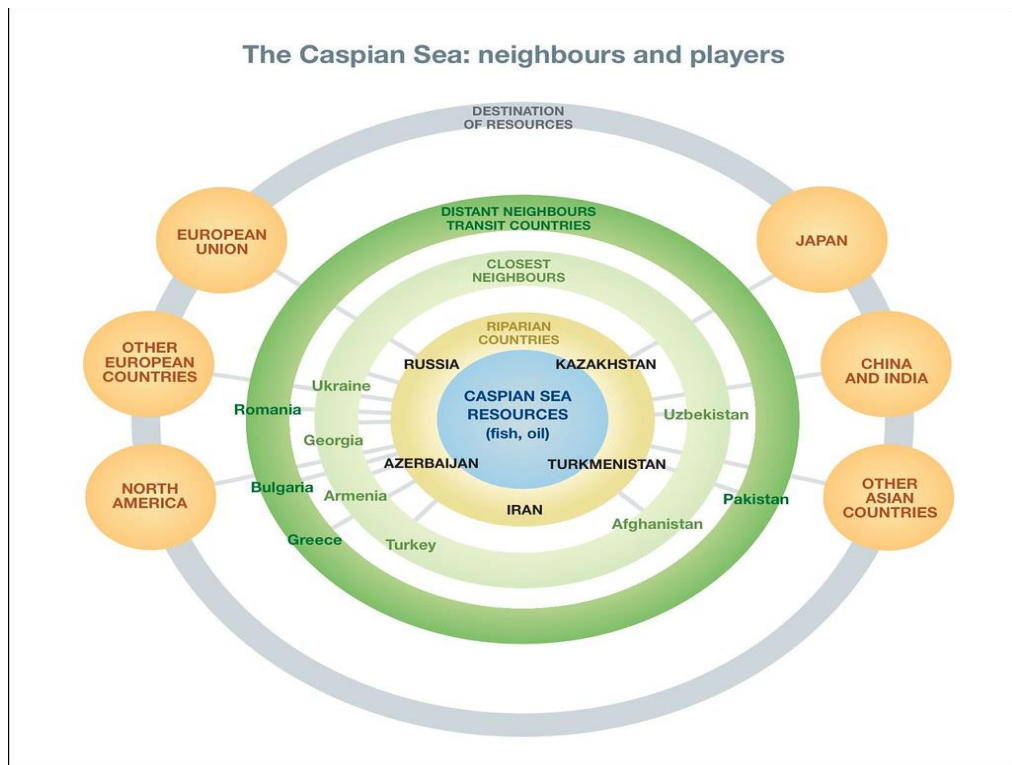 The Caspian Sea: neighbours and players
DESTINATION
OF RESOURCES
DISTANT NEIGHBOURS
TRANSIT COUNTRIES
CLOSEST
NEIGHBOURS
RIPARIAN
COUNTRIES
EUROPEAN
UNION
JAPAN
OTHER
EUROPEAN
COUNTRIES
CHINA
AND INDIA
NORTH
AMERICA
OTHER
ASIAN
COUNTRIES
RUSSIA
KAZAKHSTAN
CASPIAN SEA
RESOURCES
(fish, oil)
AZERBAIJAN
TURKMENISTAN
IRAN
Ukraine
Romania
Georgia
Uzbekistan
Bulgaria
Armenia
Pakistan
Greece
Turkey
Afghanistan